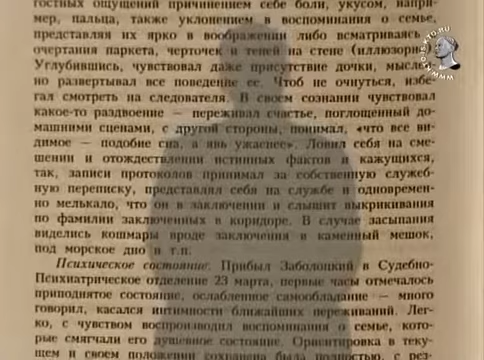 гостных ощущений причинением себе боли, укусом, напри-
мер, пальца, также уклонением в воспоминания о семье,
представляя их ярко в воображении либо всматриваясь
очертания паркета, черточек и теней на стене (иллюзорно
Углубившись, чувствовал даже присутствие дочки, мыслен
но развертывал все поведение ее. Чтоб не очнуться, избе-
гал смотреть на следователя. В своем сознании чувствовал
какое-то раздвоение — переживал счастье, поглощенный до-
машними сценами, с другой стороны, понимал, «что все ви-
димое — подобие сна, а явь ужаснее». Ловил себя на сме-
шении и отождествлении истинных фактов и кажущихся,
так, записи протоколов принимал за собственную служеб-
ную переписку, представлял себя на службе и одновремен-
но мелькало, что он в заключении и слышит выкрикивания
по фамилии заключенных в коридоре. В случае засыпания
виделись кошмары вроде заключения в каменный мешок,
под морское дно и т.п.
Психическое состояние. Прибыл Заболоцкий в Судебно-
Психиатрическое отделение 23 марта, первые часы отмечалось
приподнятое состояние, ослабленное самообладание — много
говорил, касался интимности ближайших переживаний. Лег-
ко, с чувством воспроизводил воспоминания о семье, кото-
рые смягчали его душевное состояние. Ориентировка в теку-
щем и своем положении сохранена была полностью, в рез